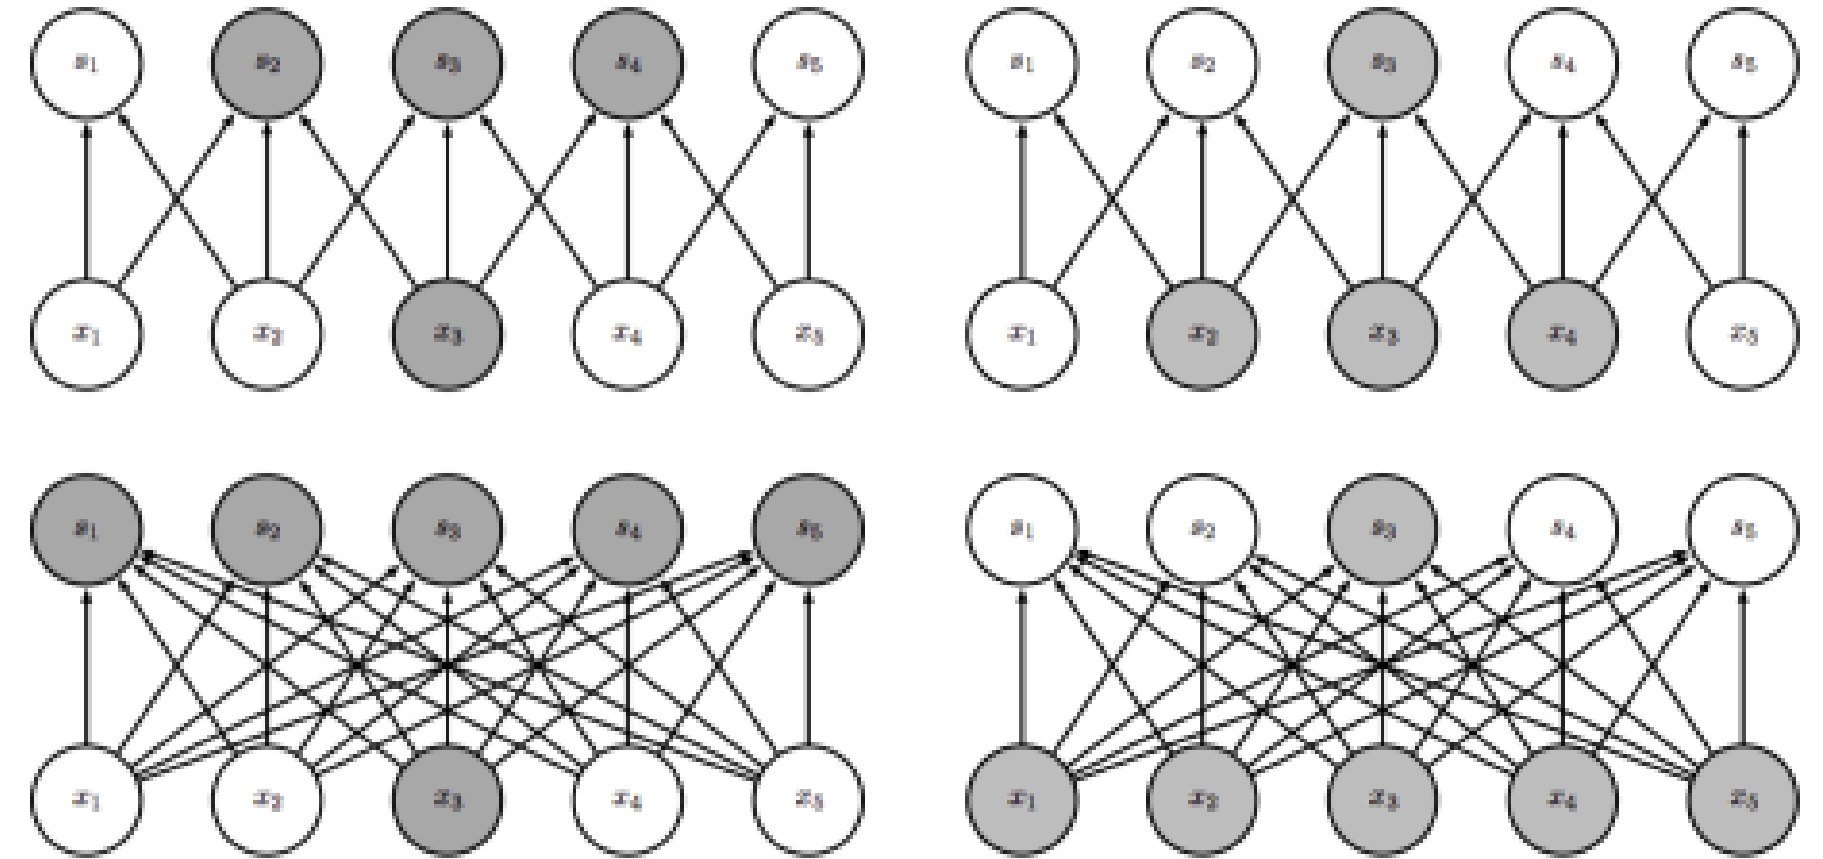 s₁ s₂ s₃ s₄ s₅ s₁ s₂ s₃ s₄ s₅
x₁ x₂ x₃ x₄ x₅ x₁ x₂ x₃ x₄ x₅
s₁ s₂ s₃ s₄ s₅ s₁ s₂ s₃ s₄ s₅
x₁ x₂ x₃ x₄ x₅ x₁ x₂ x₃ x₄ x₅